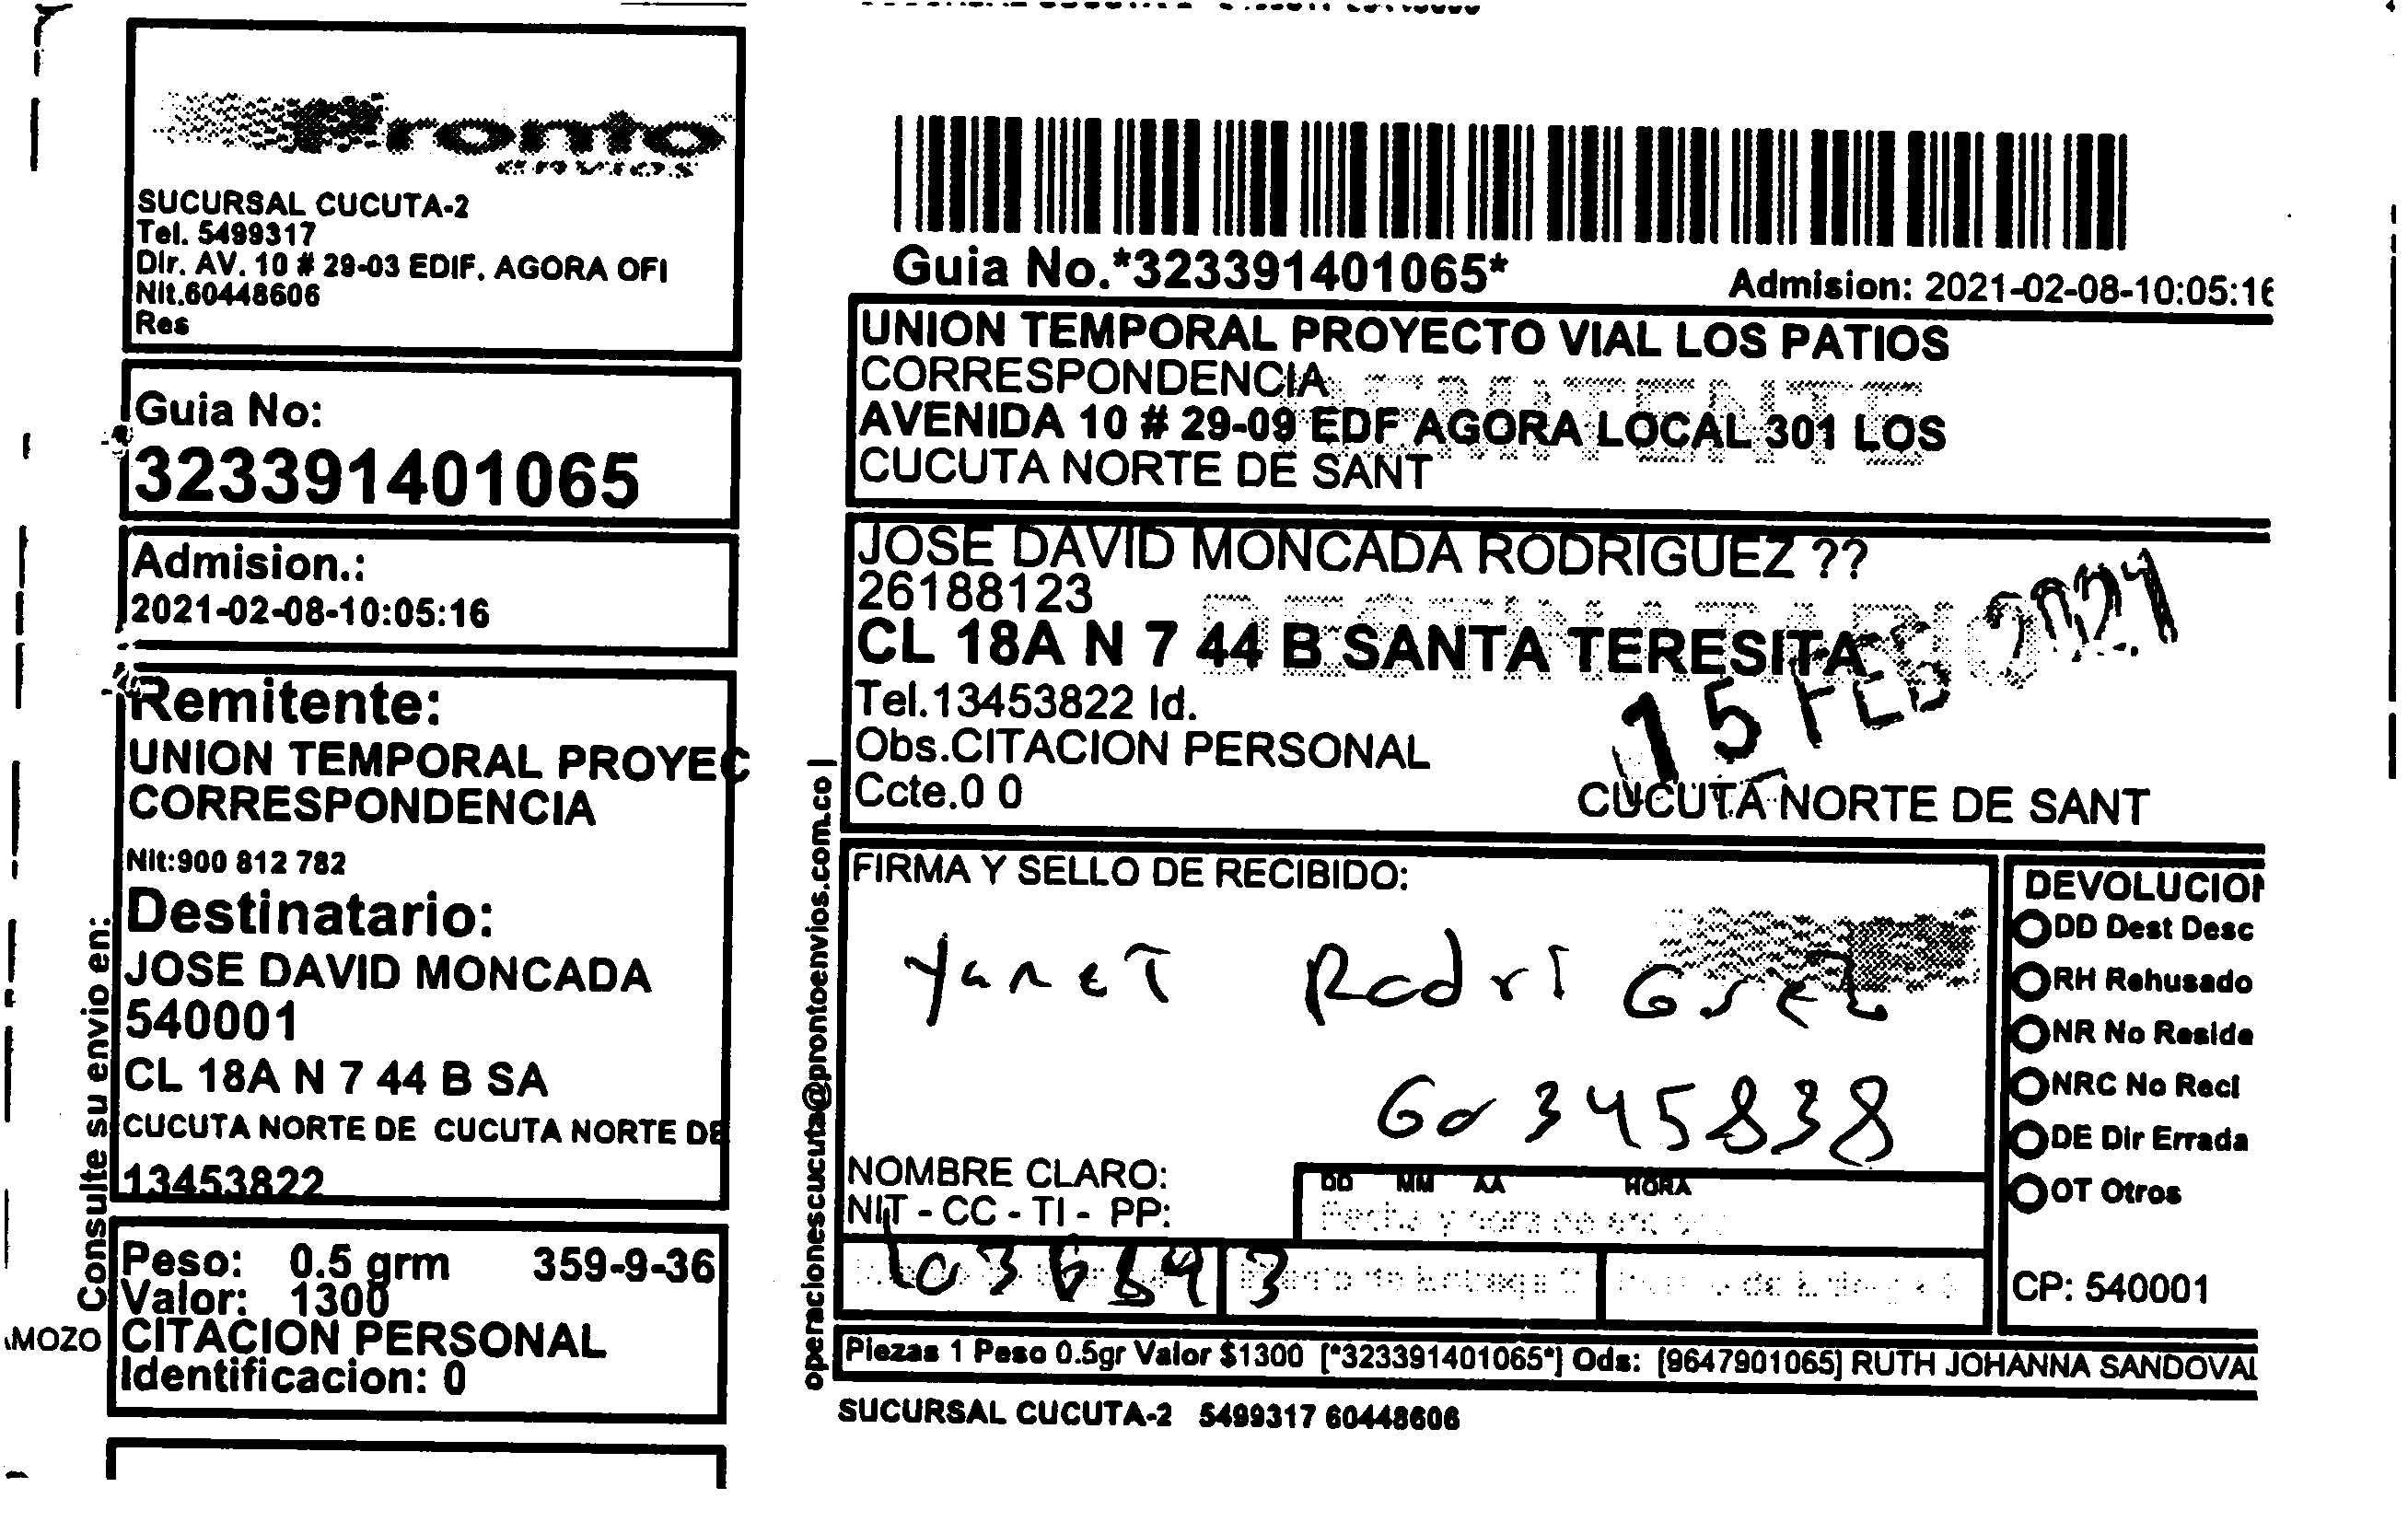 Pronto
envios
SUCURSAL CUCUTA-2
Tel. 5499317
Dir. AV. 10 # 29-03 EDIF. AGORA OFI
Nit.60448606
Res
Guia No:
323391401065
Admision.:
2021-02-08-10:05:16
Remitente:
UNION TEMPORAL PROYEC
CORRESPONDENCIA
Nit:900 812 782
Destinatario:
JOSE DAVID MONCADA
540001
CL 18A N 7 44 B SA
CUCUTA NORTE DE CUCUTA NORTE DE
13453822
Peso: 0.5 grm 359-9-36
Valor: 1300
CITACION PERSONAL
Identificacion: 0
Consulte su envio en:
MOZO
operacionescucuta@prontoenvios.com.co |
Guia No.*323391401065*
Admision: 2021-02-08-10:05:16
UNION TEMPORAL PROYECTO VIAL LOS PATIOS
CORRESPONDENCIA
REMITENTE
AVENIDA 10 # 29-09 EDF AGORA LOCAL 301 LOS
CUCUTA NORTE DE SANT
JOSE DAVID MONCADA RODRIGUEZ ??
26188123
DESTINATARIO
CL 18A N 7 44 B SANTA TERESITA
Tel.13453822 Id.
15 FEB 2021
Obs.CITACION PERSONAL
Ccte.0 0
CUCUTA NORTE DE SANT
FIRMA Y SELLO DE RECIBIDO:
Yanet Rodriguez
60345838
NOMBRE CLARO:
NIT - CC - TI - PP:
DD MM AA HORA
1036893
DEVOLUCION
DD Dest Desc
RH Rehusado
NR No Reside
NRC No Reci
DE Dir Errada
OT Otros
CP: 540001
Piezas 1 Peso 0.5gr Valor $1300 [*323391401065*] Ods: [9647901065] RUTH JOHANNA SANDOVAL
SUCURSAL CUCUTA-2 5499317 60448606